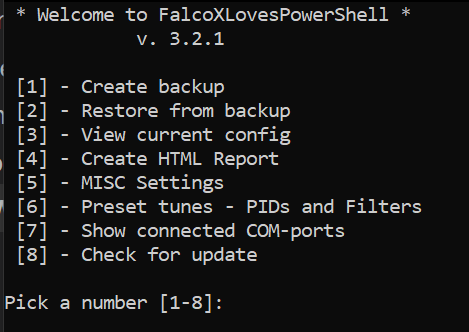 * Welcome to FalcoXLovesPowerShell *
v. 3.2.1
[1] - Create backup
[2] - Restore from backup
[3] - View current config
[4] - Create HTML Report
[5] - MISC Settings
[6] - Preset tunes - PIDs and Filters
[7] - Show connected COM-ports
[8] - Check for update
Pick a number [1-8]: